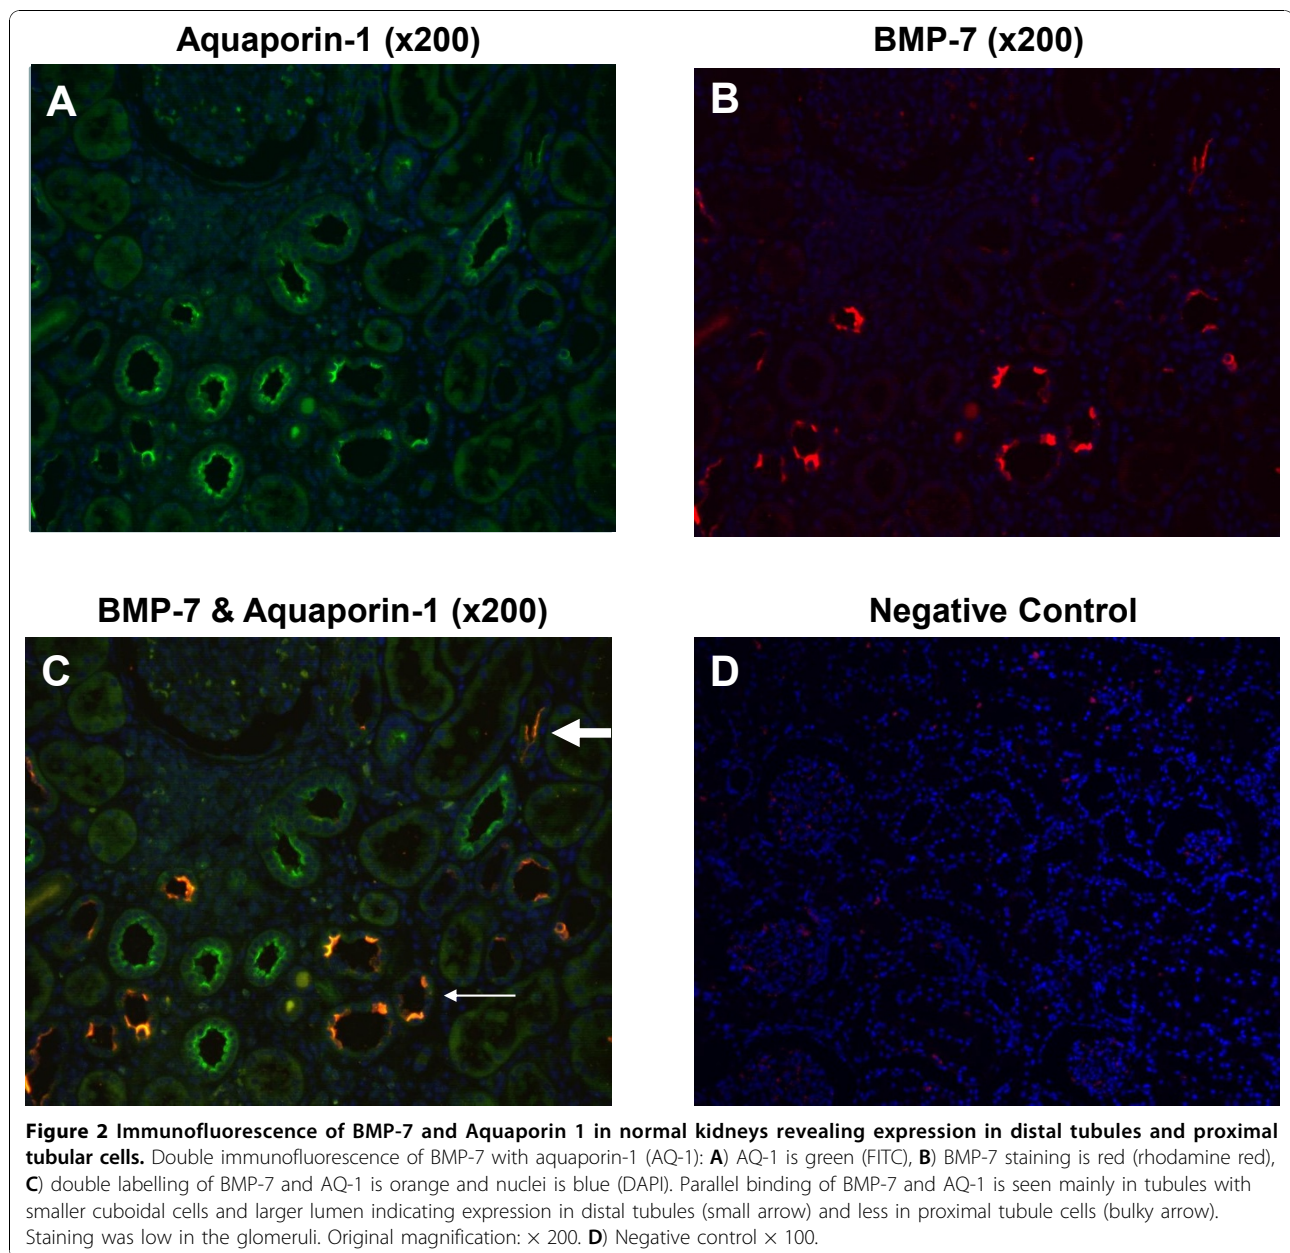 Aquaporin-1 (x200)
BMP-7 (x200)
A
B
BMP-7 & Aquaporin-1 (x200)
Negative Control
C
D
Figure 2 Immunofluorescence of BMP-7 and Aquaporin 1 in normal kidneys revealing expression in distal tubules and proximal
tubular cells. Double immunofluorescence of BMP-7 with aquaporin-1 (AQ-1): A) AQ-1 is green (FITC), B) BMP-7 staining is red (rhodamine red),
C) double labelling of BMP-7 and AQ-1 is orange and nuclei is blue (DAPI). Parallel binding of BMP-7 and AQ-1 is seen mainly in tubules with
smaller cuboidal cells and larger lumen indicating expression in distal tubules (small arrow) and less in proximal tubule cells (bulky arrow).
Staining was low in the glomeruli. Original magnification: × 200. D) Negative control × 100.